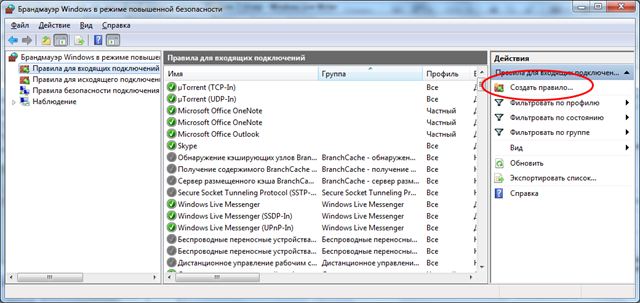 Брандмауэр Windows в режиме повышенной безопасности
Файл Действие Вид Справка
Брандмауэр Windows в режиме повыше
Правила для входящих подключений
Правила для исходящего подключен
Правила безопасности подключения
Наблюдение
Правила для входящих подключений
Имя Группа Профиль
µTorrent (TCP-In) Все
µTorrent (UDP-In) Все
Microsoft Office OneNote Частный
Microsoft Office OneNote Частный
Microsoft Office Outlook Частный
Skype Все
Обнаружение кэширующих узлов Bran... BranchCache - обнаружен... Все
Получение содержимого BranchCach... BranchCache - получение... Все
Сервер размещенного кэша BranchCa... BranchCache - сервер раз... Все
Secure Socket Tunneling Protocol (SSTP-... Secure Socket Tunneling Pr... Все
Windows Live Messenger Windows Live Messenger Все
Windows Live Messenger (SSDP-In) Windows Live Messenger Все
Windows Live Messenger (UPnP-In) Windows Live Messenger Все
Беспроводные переносные устройства... Беспроводные переносны... Все
Беспроводные переносные устройства... Беспроводные переносны... Все
Дистанционное управление рабочим с... Дистанционное управлен... Все
Действия
Правила для входящих подключен...
Создать правило...
Фильтровать по профилю
Фильтровать по состоянию
Фильтровать по группе
Вид
Обновить
Экспортировать список...
Справка